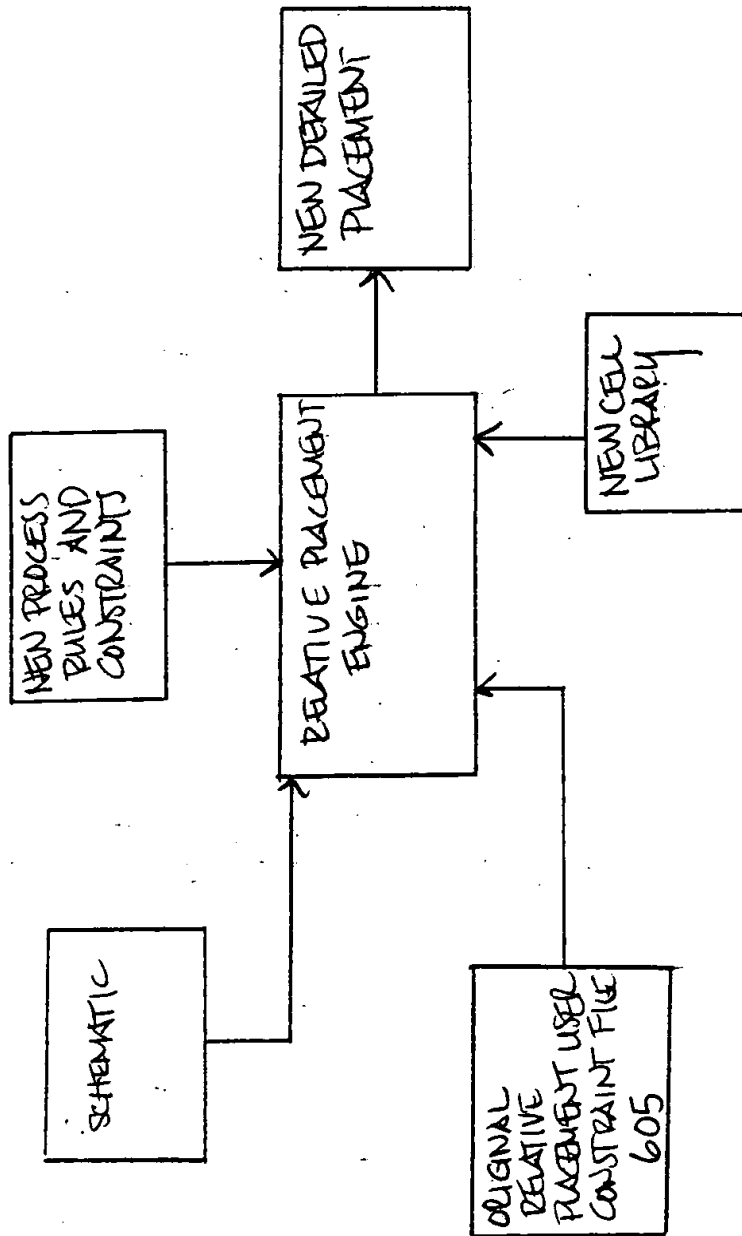 SCHEMATIC
ORIGINAL
RELATIVE
PLACEMENT USER
CONSTRAINT FILE
605
NEW PROCESS
RULES AND
CONSTRAINTS
RELATIVE PLACEMENT
ENGINE
NEW CELL
LIBRARY
NEW DETAILED
PLACEMENT